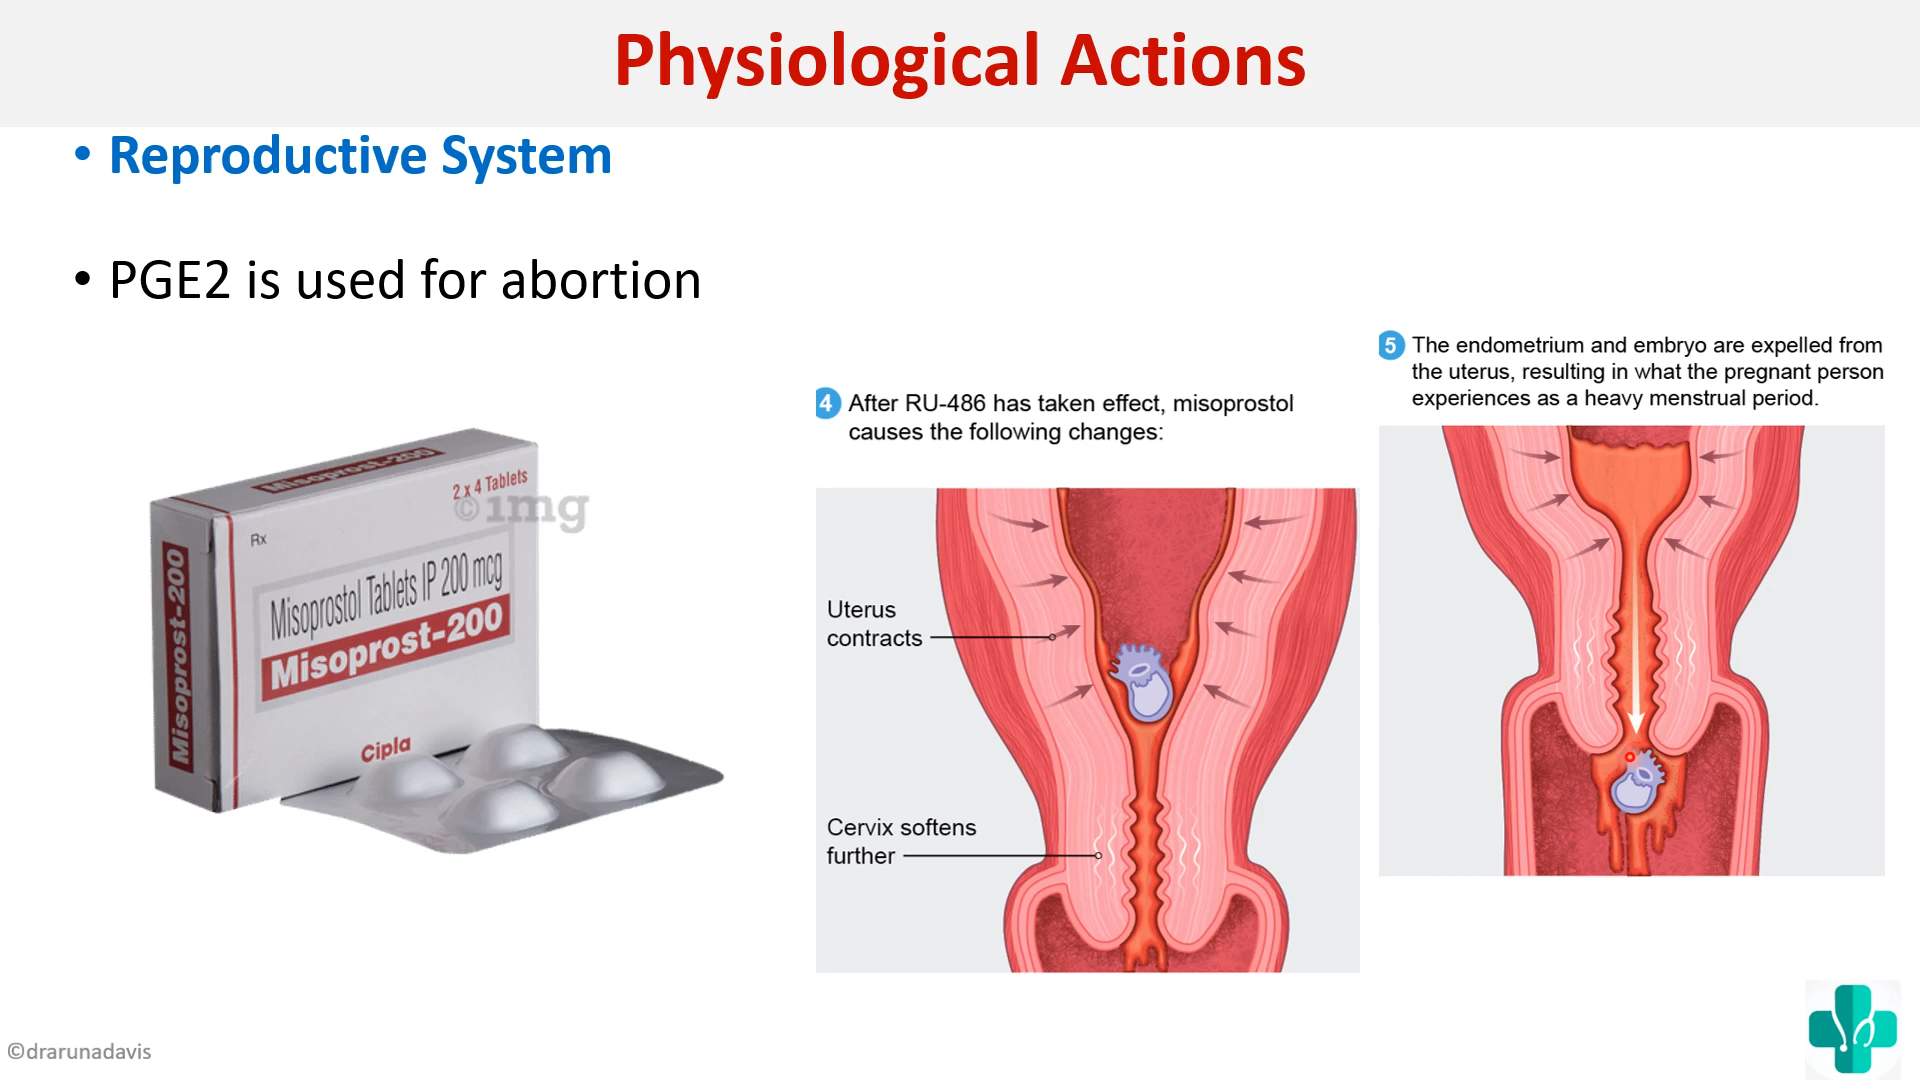 Physiological Actions
• Reproductive System
• PGE2 is used for abortion
Misoprost-200
2 x 4 Tablets
©1mg
Rx
Misoprostol Tablets IP 200 mcg
Misoprost-200
Misoprost-200
Cipla
4 After RU-486 has taken effect, misoprostol
causes the following changes:
Uterus
contracts
Cervix softens
further
5 The endometrium and embryo are expelled from
the uterus, resulting in what the pregnant person
experiences as a heavy menstrual period.
©drarunadavis